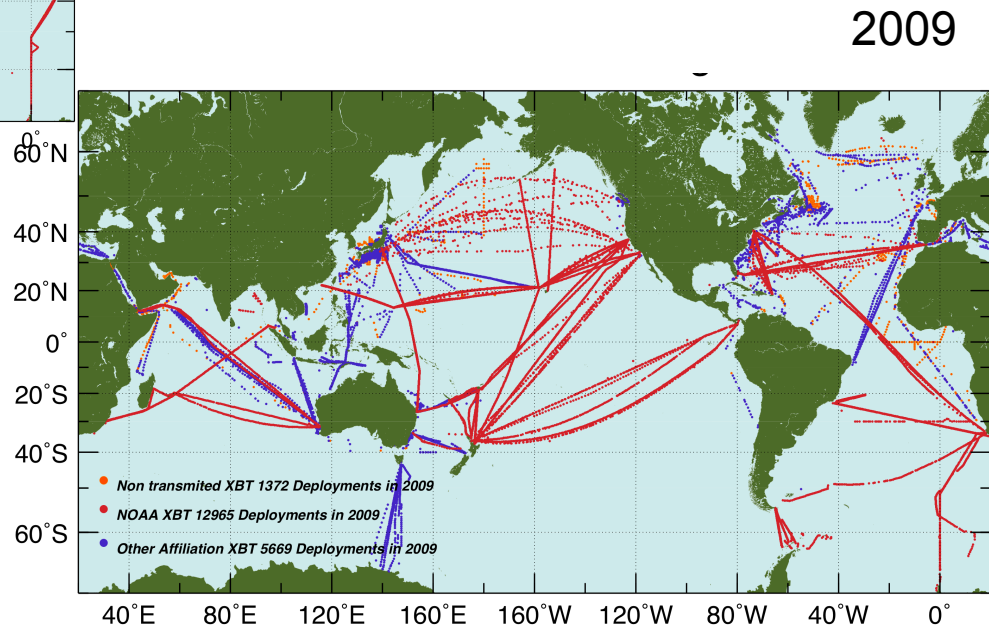 2009
0°
60°N
40°N
20°N
0°
20°S
40°S
60°S
Non transmited XBT 1372 Deployments in 2009
NOAA XBT 12965 Deployments in 2009
Other Affiliation XBT 5669 Deployments in 2009
40°E 80°E 120°E 160°E 160°W 120°W 80°W 40°W 0°